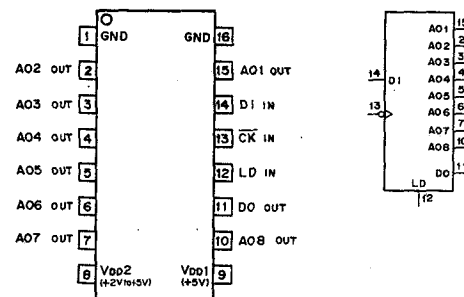 1 GND GND 16
AO2 OUT 2 15 AO1 OUT
AO3 OUT 3 14 DI IN
AO4 OUT 4 13 CK IN
AO5 OUT 5 12 LD IN
AO6 OUT 6 11 DO OUT
AO7 OUT 7 10 AO8 OUT
8 VDD2 VDD1 9
(+2V to +5V) (+5V)
AO1 15
AO2 2
AO3 3
14 DI AO4 4
AO5 5
13 AO6 6
AO7 7
AO8 10
DO 11
LD
12